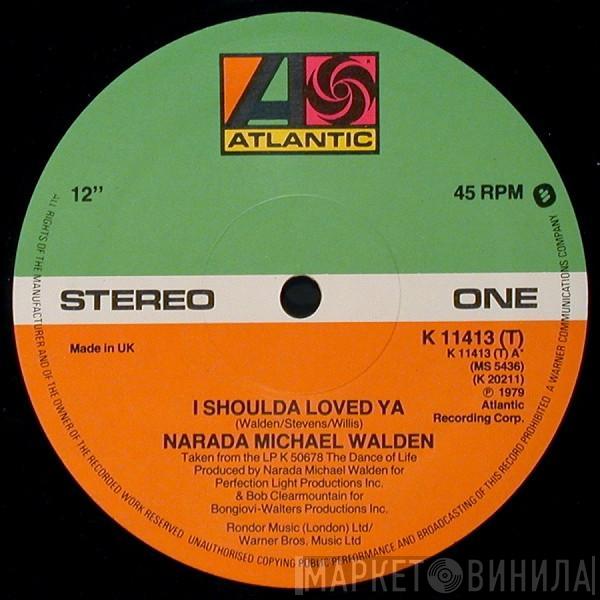 ATLANTIC
12"
45 RPM
STEREO
ONE
Made in UK
K 11413 (T)
K 11413 (T) A*
(MS 5436)
(K 20211)
℗ 1979
Atlantic
Recording Corp.
I SHOULDA LOVED YA
(Walden/Stevens/Willis)
NARADA MICHAEL WALDEN
Taken from the LP K 50678 The Dance of Life
Produced by Narada Michael Walden for
Perfection Light Productions Inc.
& Bob Clearmountain for
Bongiovi-Walters Productions Inc.
Rondor Music (London) Ltd/
Warner Bros. Music Ltd
ALL RIGHTS OF THE MANUFACTURER AND OF THE OWNER OF THE RECORDED WORK RESERVED UNAUTHORISED COPYING PUBLIC PERFORMANCE AND BROADCASTING OF THIS RECORD PROHIBITED A WARNER COMMUNICATIONS COMPANY
МАРКЕТ ВИНИЛА